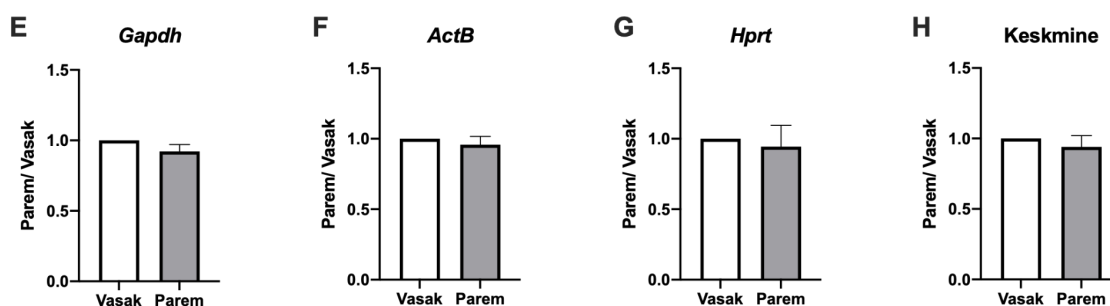 E Gapdh
1.5
1.0
0.5
0.0
Parem/ Vasak
Vasak Parem
F ActB
1.5
1.0
0.5
0.0
Parem/ Vasak
Vasak Parem
G Hprt
1.5
1.0
0.5
0.0
Parem/ Vasak
Vasak Parem
H Keskmine
1.5
1.0
0.5
0.0
Parem/ Vasak
Vasak Parem